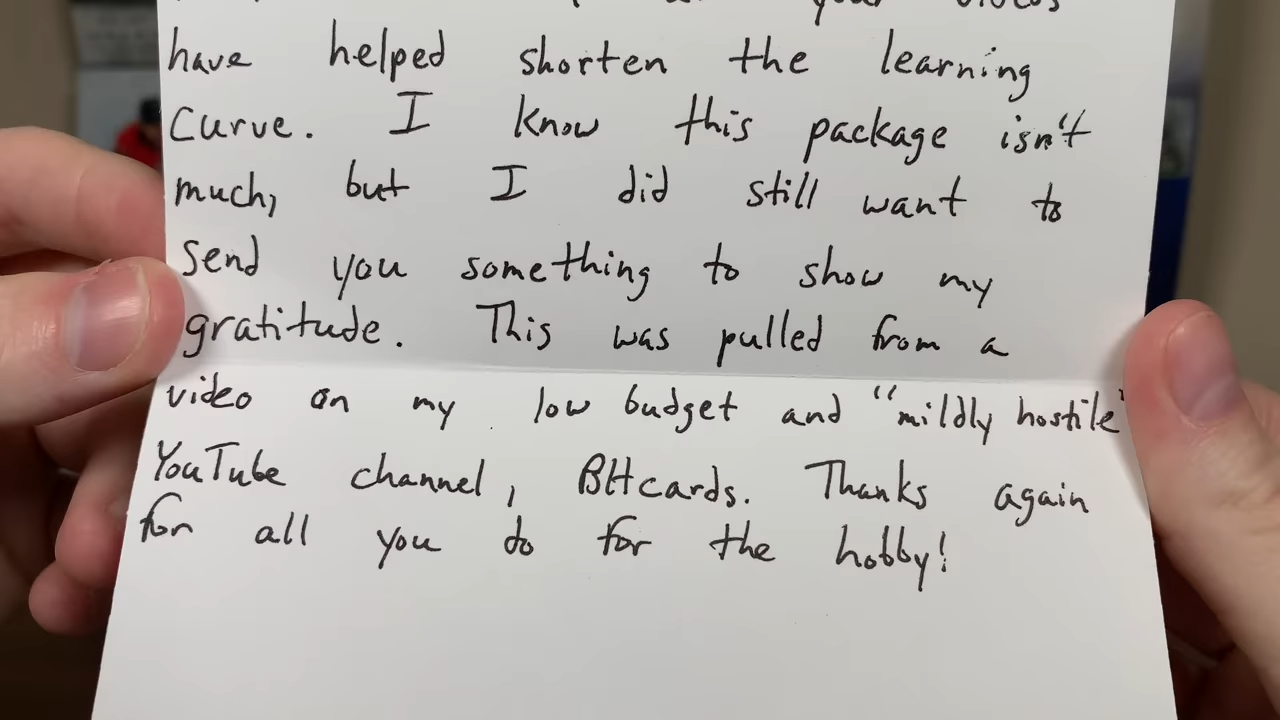 your videos
have helped shorten the learning
curve. I know this package isn't
much, but I did still want to
send you something to show my
gratitude. This was pulled from a
video on my low budget and "mildly hostile"
YouTube channel, BHcards. Thanks again
for all you do for the hobby!